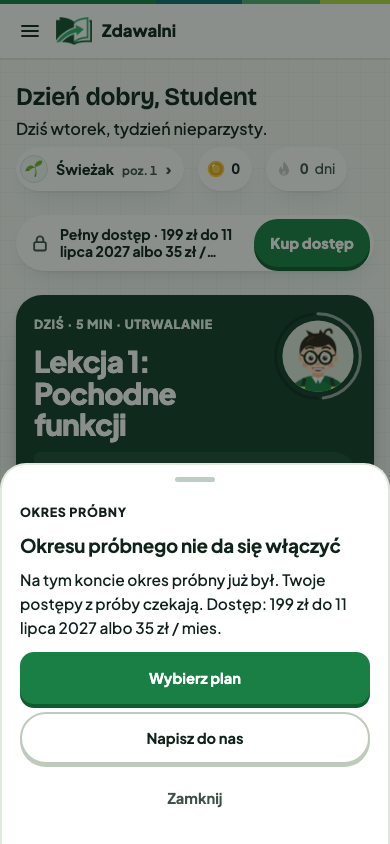 Zdawalni
Dzień dobry, Student
Dziś wtorek, tydzień nieparzysty.
Świeżak poz. 1 ›
0
0 dni
Pełny dostęp · 199 zł do 11
lipca 2027 albo 35 zł /…
Kup dostęp
DZIŚ · 5 MIN · UTRWALANIE
Lekcja 1:
Pochodne
funkcji
OKRES PRÓBNY
Okresu próbnego nie da się włączyć
Na tym koncie okres próbny już był. Twoje
postępy z próby czekają. Dostęp: 199 zł do 11
lipca 2027 albo 35 zł / mies.
Wybierz plan
Napisz do nas
Zamknij